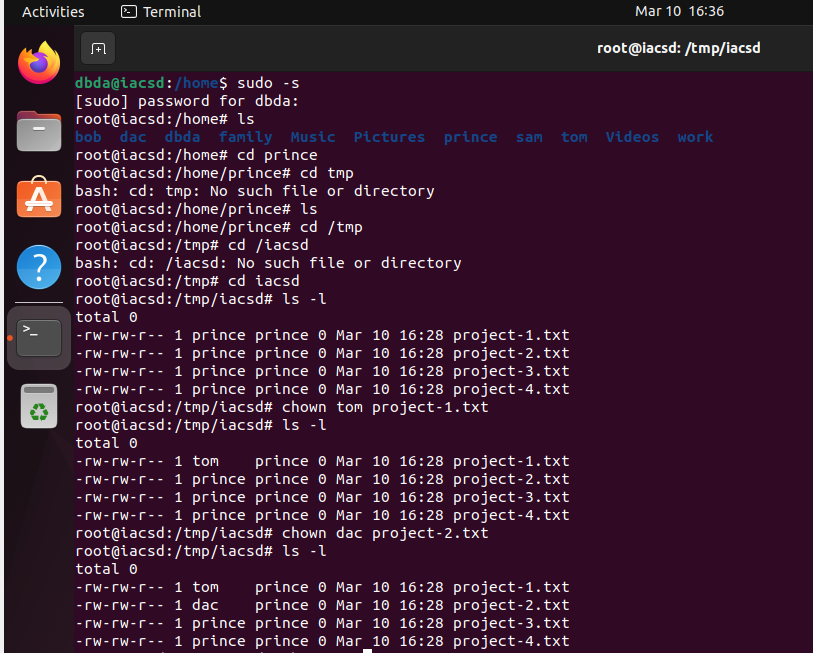 Activities
Terminal
Mar 10 16:36
root@iacsd: /tmp/iacsd
dbda@iacsd:/home$ sudo -s
[sudo] password for dbda:
root@iacsd:/home# ls
bob dac dbda family Music Pictures prince sam tom Videos work
root@iacsd:/home# cd prince
root@iacsd:/home/prince# cd tmp
bash: cd: tmp: No such file or directory
root@iacsd:/home/prince# ls
root@iacsd:/home/prince# cd /tmp
root@iacsd:/tmp# cd /iacsd
bash: cd: /iacsd: No such file or directory
root@iacsd:/tmp# cd iacsd
root@iacsd:/tmp/iacsd# ls -l
total 0
-rw-rw-r-- 1 prince prince 0 Mar 10 16:28 project-1.txt
-rw-rw-r-- 1 prince prince 0 Mar 10 16:28 project-2.txt
-rw-rw-r-- 1 prince prince 0 Mar 10 16:28 project-3.txt
-rw-rw-r-- 1 prince prince 0 Mar 10 16:28 project-4.txt
root@iacsd:/tmp/iacsd# chown tom project-1.txt
root@iacsd:/tmp/iacsd# ls -l
total 0
-rw-rw-r-- 1 tom    prince 0 Mar 10 16:28 project-1.txt
-rw-rw-r-- 1 prince prince 0 Mar 10 16:28 project-2.txt
-rw-rw-r-- 1 prince prince 0 Mar 10 16:28 project-3.txt
-rw-rw-r-- 1 prince prince 0 Mar 10 16:28 project-4.txt
root@iacsd:/tmp/iacsd# chown dac project-2.txt
root@iacsd:/tmp/iacsd# ls -l
total 0
-rw-rw-r-- 1 tom    prince 0 Mar 10 16:28 project-1.txt
-rw-rw-r-- 1 dac    prince 0 Mar 10 16:28 project-2.txt
-rw-rw-r-- 1 prince prince 0 Mar 10 16:28 project-3.txt
-rw-rw-r-- 1 prince prince 0 Mar 10 16:28 project-4.txt